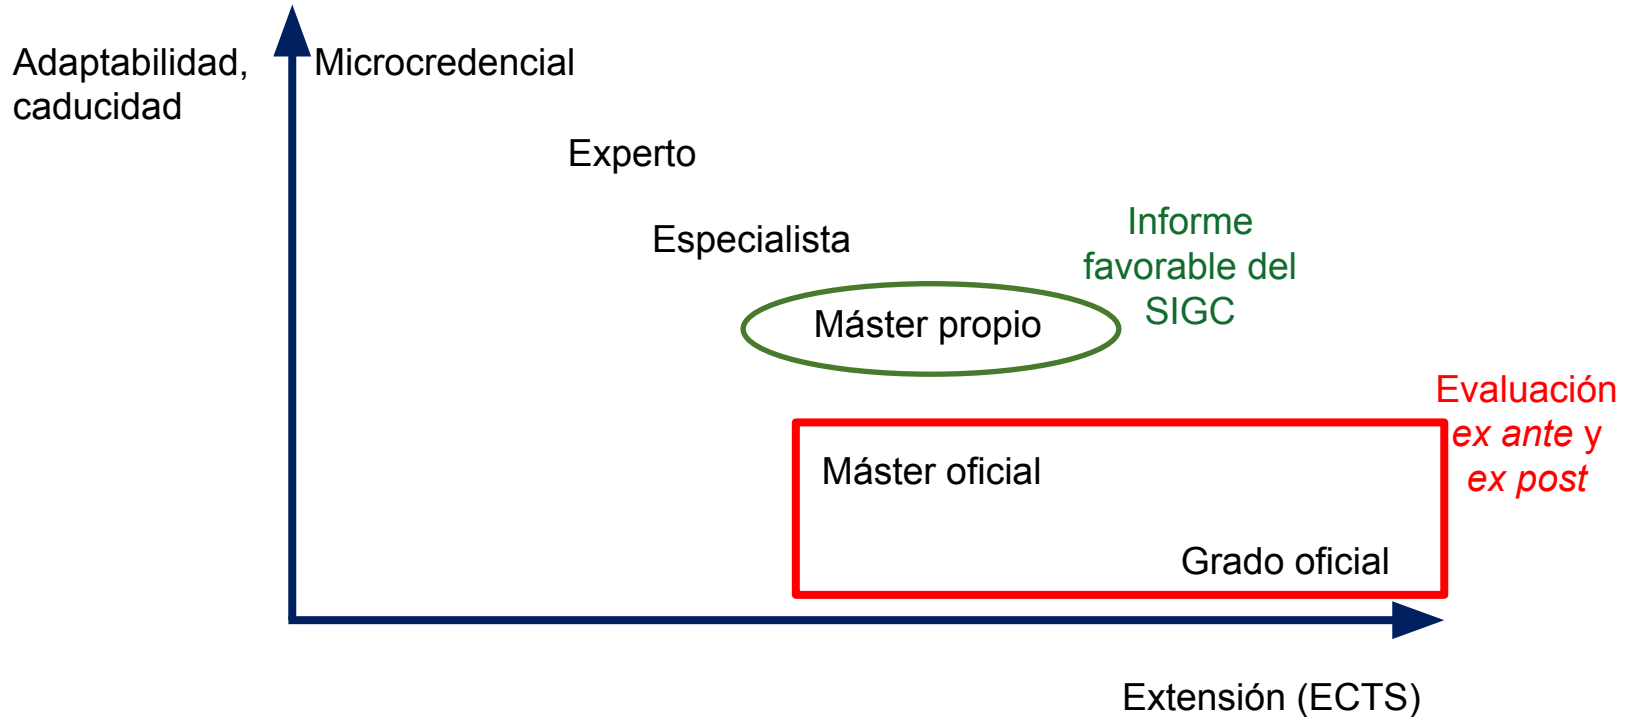 Adaptabilidad,
caducidad
Microcredencial
Experto
Especialista
Informe
favorable del
SIGC
Máster propio
Evaluación
ex ante y
ex post
Máster oficial
Grado oficial
Extensión (ECTS)